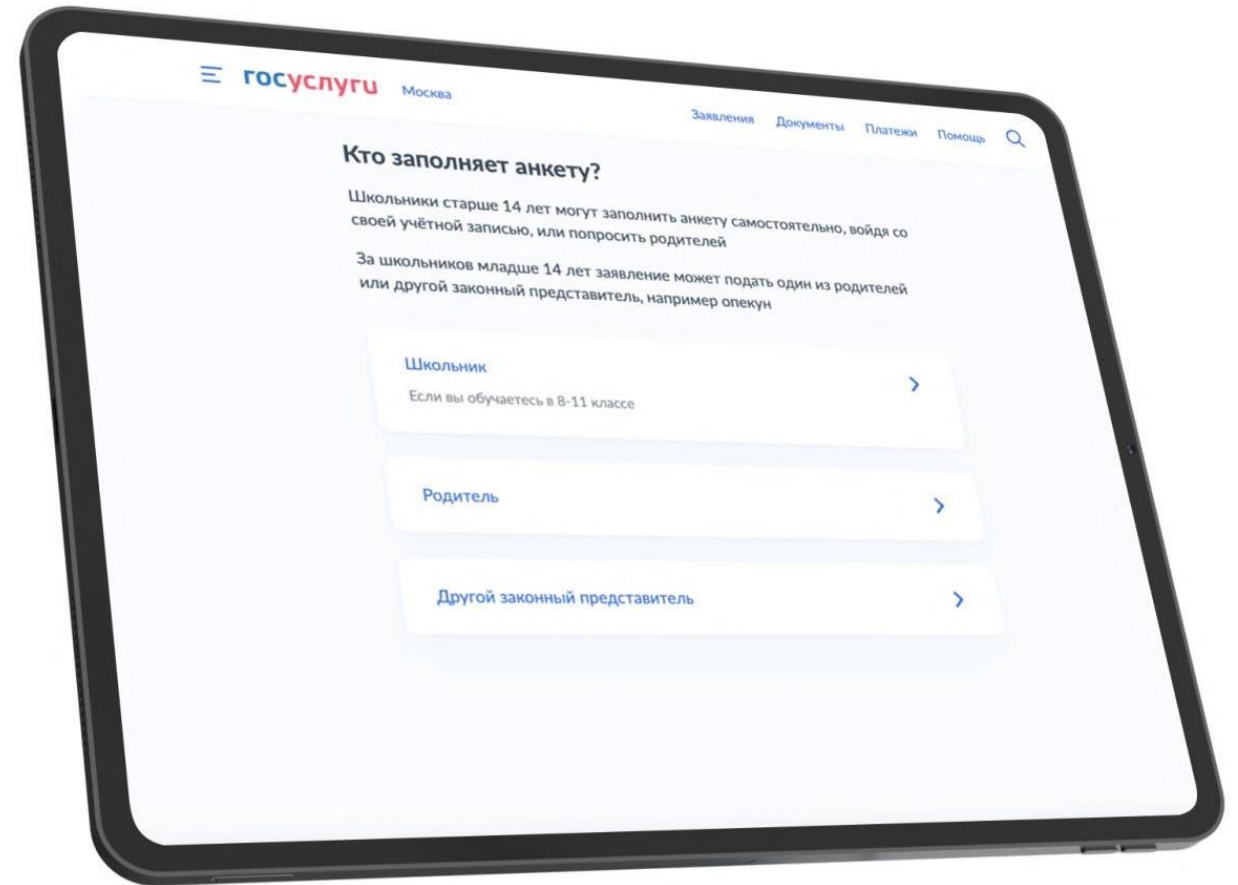 госуслуги Москва Заявления Документы Платежи Помощь
Кто заполняет анкету?
Школьники старше 14 лет могут заполнить анкету самостоятельно, войдя со
своей учётной записью, или попросить родителей
За школьников младше 14 лет заявление может подать один из родителей
или другой законный представитель, например опекун
Школьник
Если вы обучаетесь в 8-11 классе
Родитель
Другой законный представитель